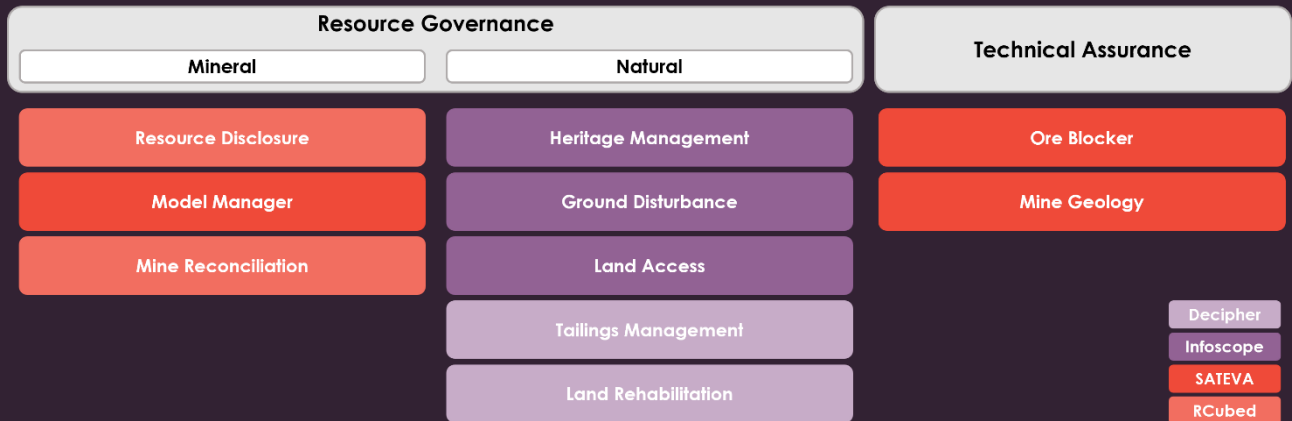 Resource Governance
Mineral
Natural
Technical Assurance
Resource Disclosure
Model Manager
Mine Reconciliation
Heritage Management
Ground Disturbance
Land Access
Tailings Management
Land Rehabilitation
Ore Blocker
Mine Geology
Decipher
Infoscope
SATEVA
RCubed